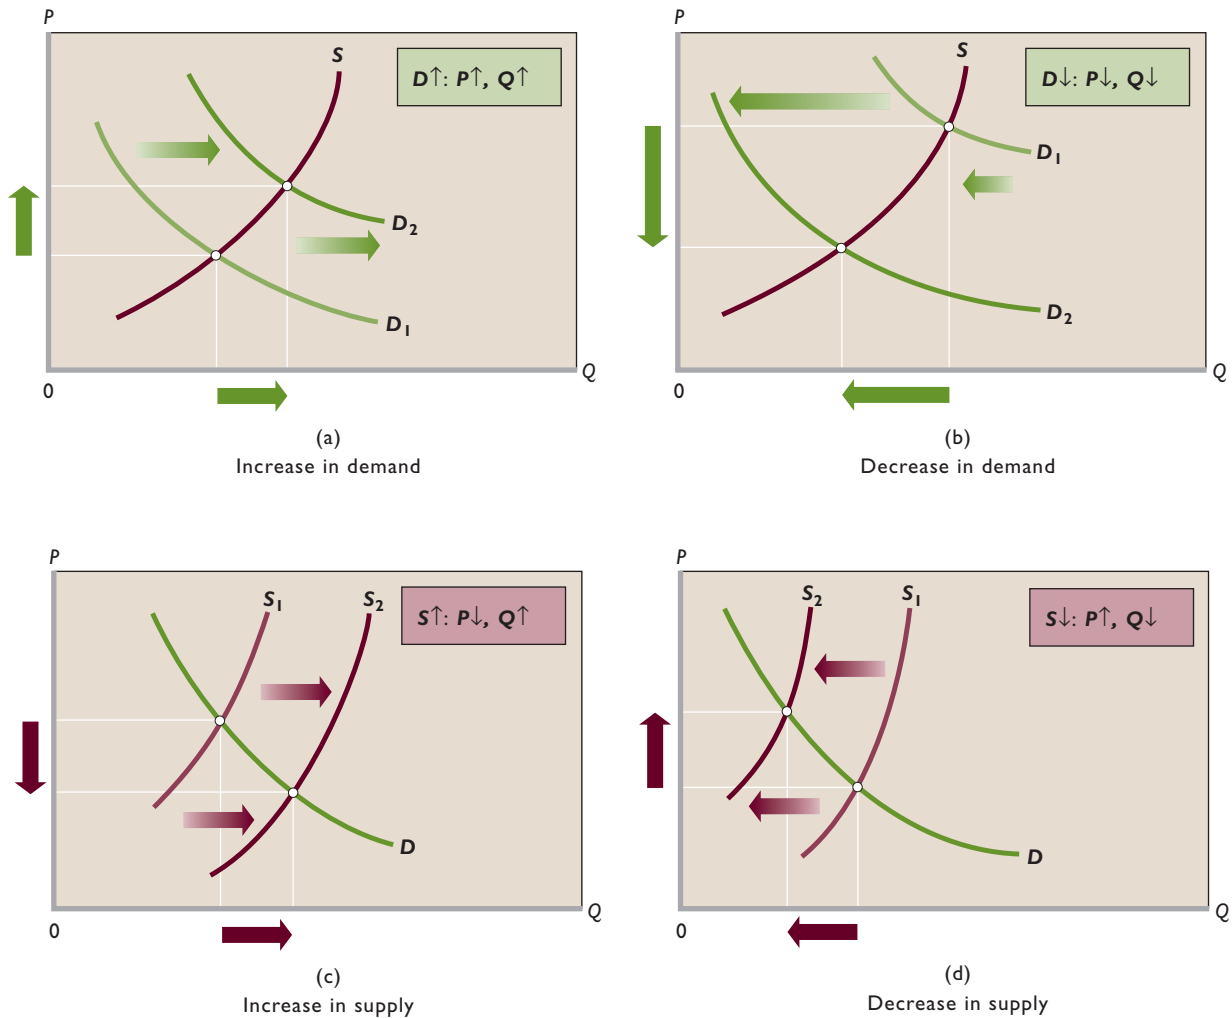 P
S
D↑: P↑, Q↑
D₂
D₁
0
Q
(a)
Increase in demand
P
S
D↓: P↓, Q↓
D₁
D₂
0
Q
(b)
Decrease in demand
P
S₁
S₂
S↑: P↓, Q↑
D
0
Q
(c)
Increase in supply
P
S₂
S₁
S↓: P↑, Q↓
D
0
Q
(d)
Decrease in supply